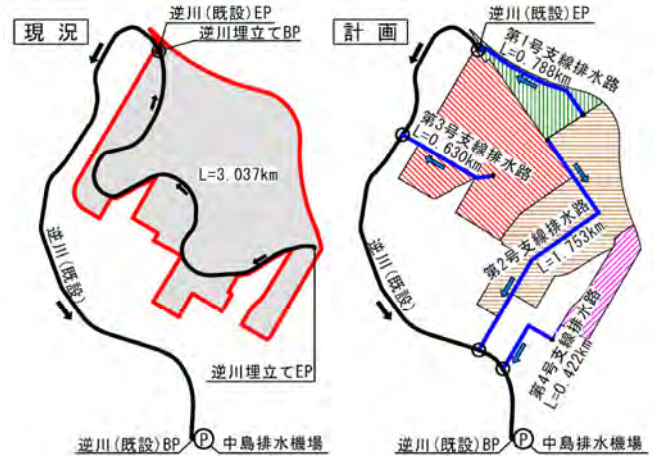 現況
逆川(既設)EP
逆川埋立てBP
L=3.037km
逆川(既設)
逆川埋立てEP
逆川(既設)BP
P
中島排水機場
計画
逆川(既設)EP
第1号支線排水路
L=0.788km
第3号支線排水路
L=0.630km
逆川(既設)
第2号支線排水路
L=1.753km
第4号支線排水路
L=0.422km
逆川(既設)BP
P
中島排水機場